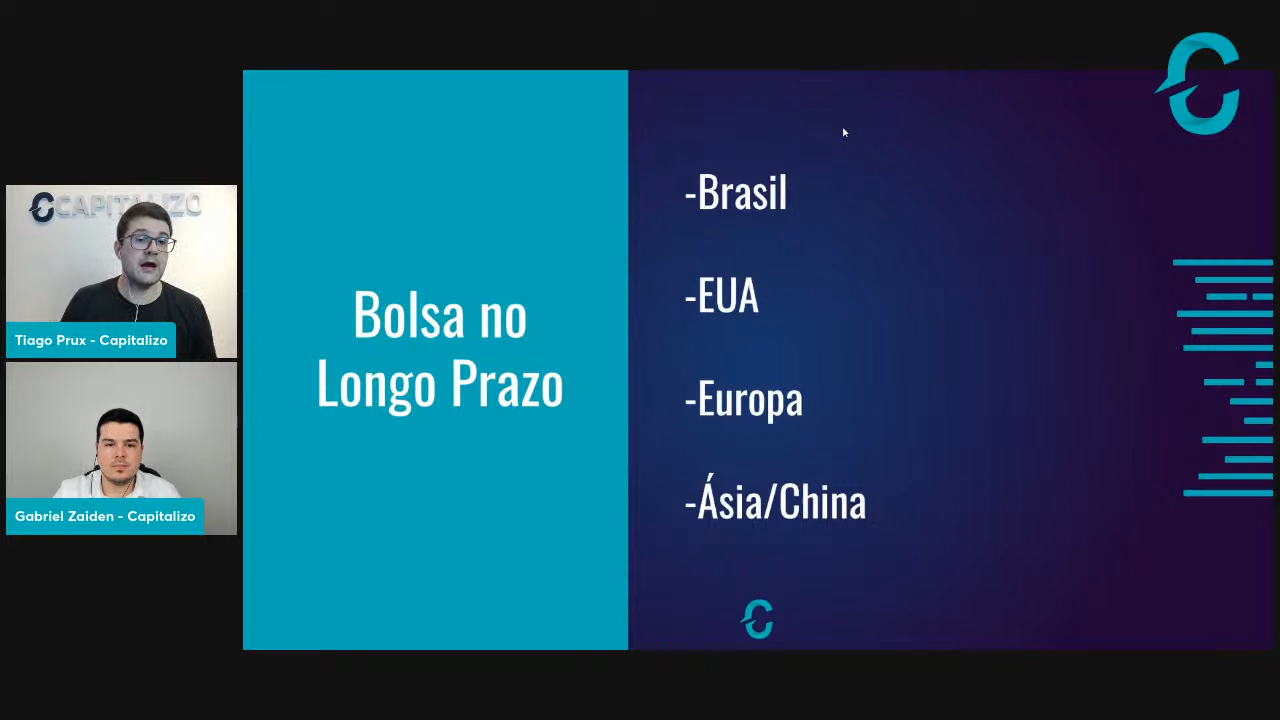 CAPITALIZO
Tiago Prux - Capitalizo
Gabriel Zaiden - Capitalizo
Bolsa no
Longo Prazo
-Brasil
-EUA
-Europa
-Ásia/China